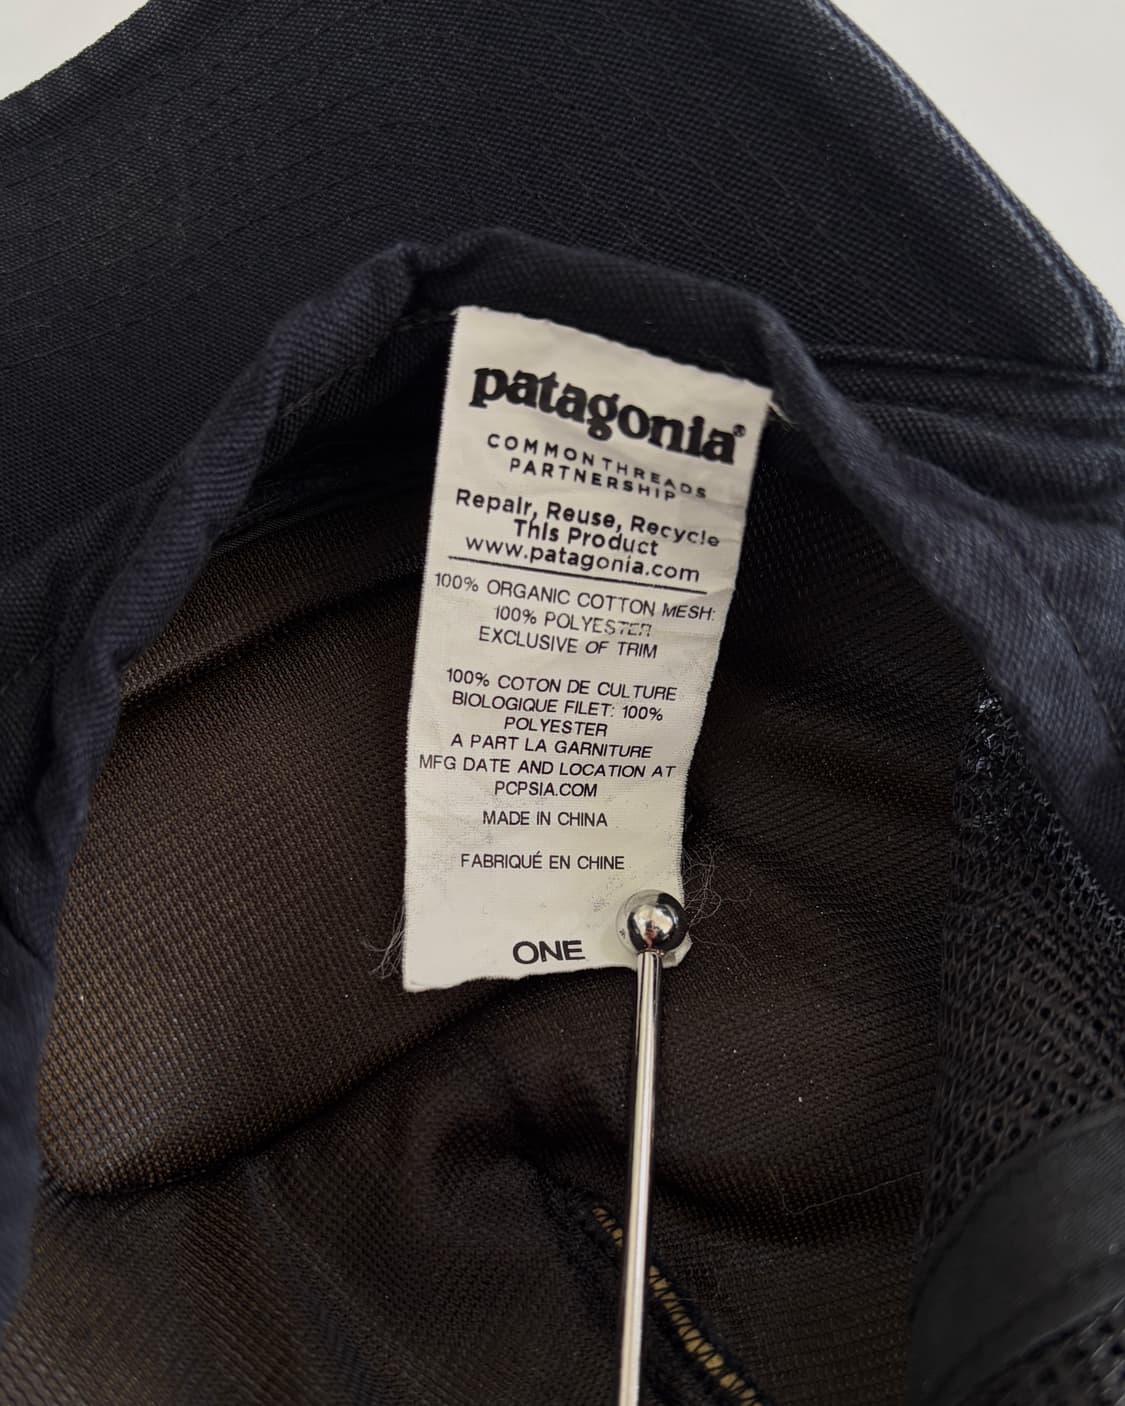 patagonia®
COMMON THREADS
PARTNERSHIP
Repair, Reuse, Recycle
This Product
www.patagonia.com
100% ORGANIC COTTON MESH:
100% POLYESTER
EXCLUSIVE OF TRIM
100% COTON DE CULTURE
BIOLOGIQUE FILET: 100%
POLYESTER
A PART LA GARNITURE
MFG DATE AND LOCATION AT
PCPSIA.COM
MADE IN CHINA
FABRIQUÉ EN CHINE
ONE